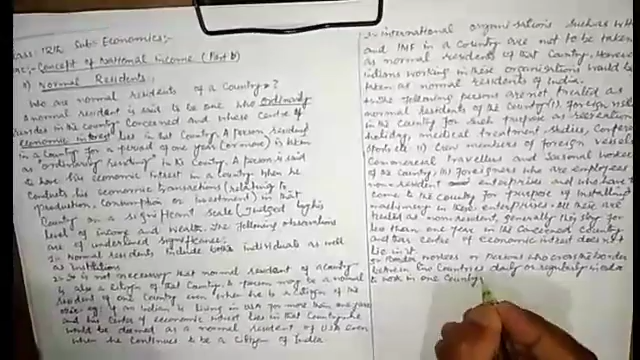 Class: 12th Sub= Economics:-
Concept of National Income (Part b)
1) Normal Residents:-
Who are normal residents of a Country?
A normal resident is said to be one who ordinarily
resides in the country Concerned and whose Centre of
economic interest lies in that Country. A person residing
in a Country for a period of one year (or more) is taken
as "ordinarily residing" in the Country. A person is said
to have his economic interest in a country when he
conducts his economic transactions (relating to
production, consumption or investment) in that
Country on a significant Scale (judged by his
level of income and wealth. The following observations
are of underlined significance:-
1- Normal residents include both individuals as well
as Institutions
2- It is not necessary that normal resident of a country
is also a Citizen of that Country. A person may be a normal
resident of one Country even when he is Citizen of the
other if an Indian is living in USA for more than one year
and his Center of economic interest lies in that Country he
would be deemed as a normal resident of USA even
when he continues to be a Citizen of India
3- international organisations such as WH
and IMF in a Country are not to be taken
as normal residents of that Country. However
indians working in these organisations would be
taken as normal residents of India.
4- The following persons are not treated as
normal residents of the country (I) Foreign
in the Country for such purpose as recreation
holiday, medical treatment studies, Conference
Sports etc II) Crew members of foreign vessels
Commercial travellers and Seasonal workers
of the Country, (III) Foreigners who are employees
non-resident enterprises and who have
to the Country for purpose of installing
machinery in these enterprises. They are
treated as nonresident, generally they stay for
less than one year in the Concerned Country
and their centre of economic interest does not
lie in it
Border workers or persons who cross the border
between two Countries daily or regularly in order
to work in one Country